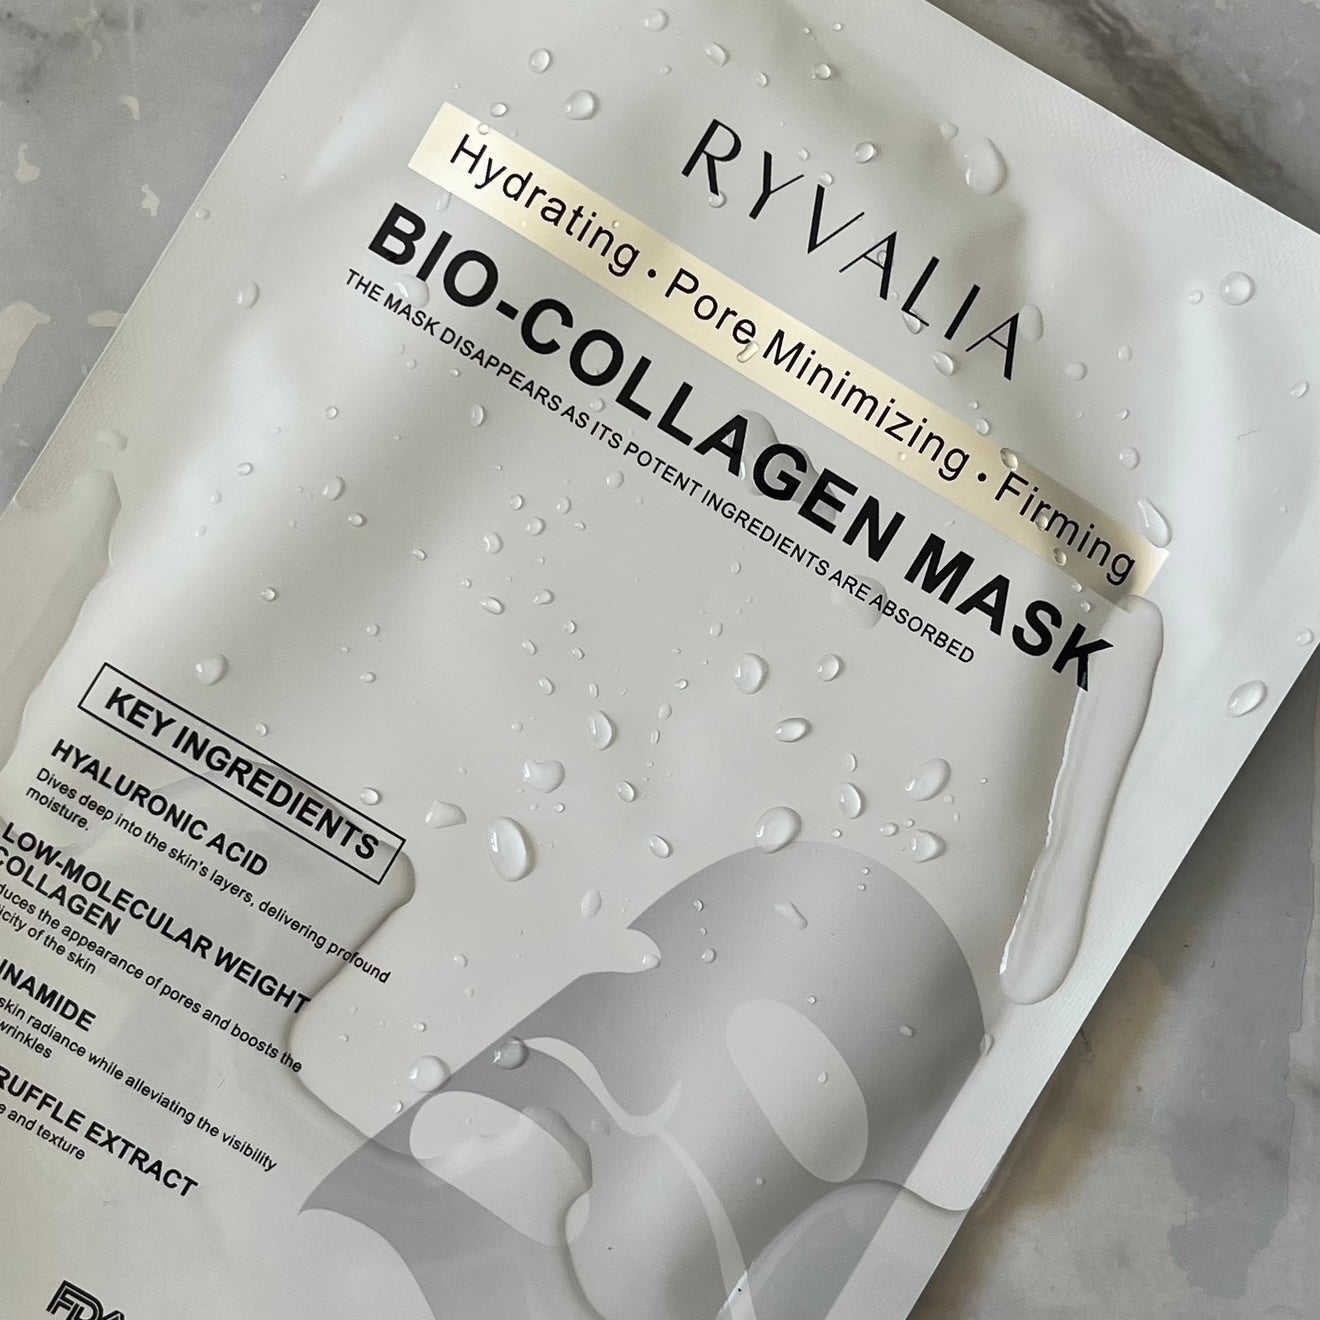 RYVALIA
Hydrating · Pore Minimizing · Firming
BIO-COLLAGEN MASK
THE MASK DISAPPEARS AS ITS POTENT INGREDIENTS ARE ABSORBED
KEY INGREDIENTS
HYALURONIC ACID
Dives deep into the skin's layers, delivering profound
moisture.
LOW-MOLECULAR WEIGHT
COLLAGEN
the appearance of pores and boosts the
of the skin
skin radiance while alleviating the visibility
wrinkles
EXTRACT
and texture
FDA